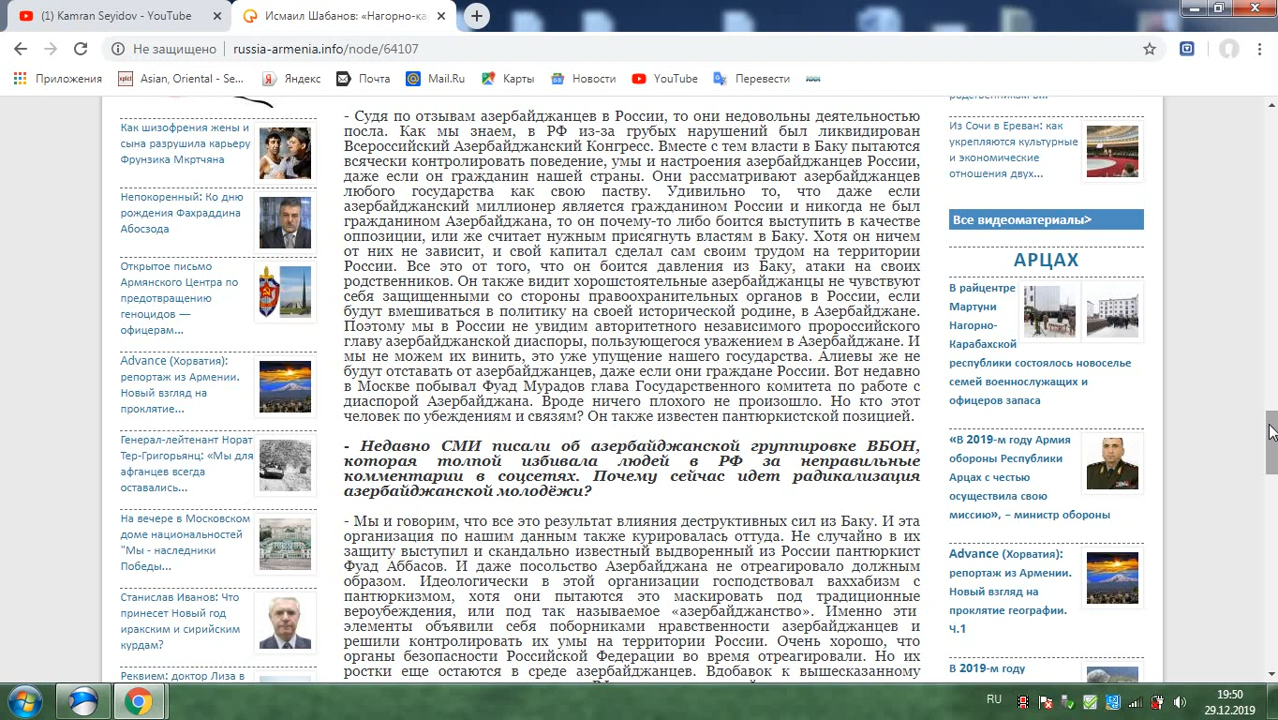 (1) Kamran Seyidov - YouTube
Исмаил Шабанов: «Нагорно-ка
Не защищено
russia-armenia.info/node/64107
Приложения
Asian, Oriental - Se...
Яндекс
Почта
Mail.Ru
Карты
Новости
YouTube
Перевести
Как шизофрения жены и
сына разрушила карьеру
Фрунзика Мкртчяна
Непокоренный: Ко дню
рождения Фахраддина
Абосзода
Открытое письмо
Армянского Центра по
предотвращению
геноцидов —
офицерам...
Advance (Хорватия):
репортаж из Армении.
Новый взгляд на
проклятие...
Генерал-лейтенант Норат
Тер-Григорьянц: «Мы для
афганцев всегда
оставались...
На вечере в Московском
доме национальностей
"Мы - наследники
Победы...
Станислав Иванов: Что
принесет Новый год
иракским и сирийским
курдам?
Реквием: доктор Лиза в
- Судя по отзывам азербайджанцев в России, то они недовольны деятельностью
посла. Как мы знаем, в РФ из-за грубых нарушений был ликвидирован
Всероссийский Азербайджанский Конгресс. Вместе с тем власти в Баку пытаются
всячески контролировать поведение, умы и настроения азербайджанцев России,
даже если он гражданин нашей страны. Они рассматривают азербайджанцев
любого государства как свою паству. Удивительно то, что даже если
азербайджанский миллионер является гражданином России и никогда не был
гражданином Азербайджана, то он почему-то либо боится выступить в качестве
оппозиции, или же считает нужным присягнуть властям в Баку. Хотя он ничем
от них не зависит, и свой капитал сделал сам своим трудом на территории
России. Все это от того, что он боится давления из Баку, атаки на своих
родственников. Он также видит хорошстоятельные азербайджанцы не чувствуют
себя защищенными со стороны правоохранительных органов в России, если
будут вмешиваться в политику на своей исторической родине, в Азербайджане.
Поэтому мы в России не увидим авторитетного независимого пророссийского
главу азербайджанской диаспоры, пользующегося уважением в Азербайджане. И
мы не можем их винить, это уже упущение нашего государства. Алиевы же не
будут отставать от азербайджанцев, даже если они граждане России. Вот недавно
в Москве побывал Фуад Мурадов глава Государственного комитета по работе с
диаспорой Азербайджана. Вроде ничего плохого не произошло. Но кто этот
человек по убеждениям и связям? Он также известен пантюркистской позицией.
- Недавно СМИ писали об азербайджанской группировке ВБОН,
которая толпой избивала людей в РФ за неправильные
комментарии в соцсетях. Почему сейчас идет радикализация
азербайджанской молодёжи?
- Мы и говорим, что все это результат влияния деструктивных сил из Баку. И эта
организация по нашим данным также курировалась оттуда. Не случайно в их
защиту выступил и скандально известный выдворенный из России пантюркист
Фуад Аббасов. И даже посольство Азербайджана не отреагировало должным
образом. Идеологически в этой организации господствовал ваххабизм с
пантюркизмом, хотя они пытаются это маскировать под традиционные
вероубеждения, или под так называемое «азербайджанство». Именно эти
элементы объявили себя поборниками нравственности азербайджанцев и
решили контролировать их умы на территории России. Очень хорошо, что
органы безопасности Российской Федерации во время отреагировали. Но их
ростки еще остаются в среде азербайджанцев. Вдобавок к вышесказанному
родственникам в...
Из Сочи в Ереван: как
укрепляются культурные
и экономические
отношения двух...
Все видеоматериалы>
АРЦАХ
В райцентре
Мартуни
Нагорно-
Карабахской
республики состоялось новоселье
семей военнослужащих и
офицеров запаса
«В 2019-м году Армия
обороны Республики
Арцах с честью
осуществила свою
миссию», – министр обороны
Advance (Хорватия):
репортаж из Армении.
Новый взгляд на
проклятие географии.
Ч.1
В 2019-м году
RU
19:50
29.12.2019